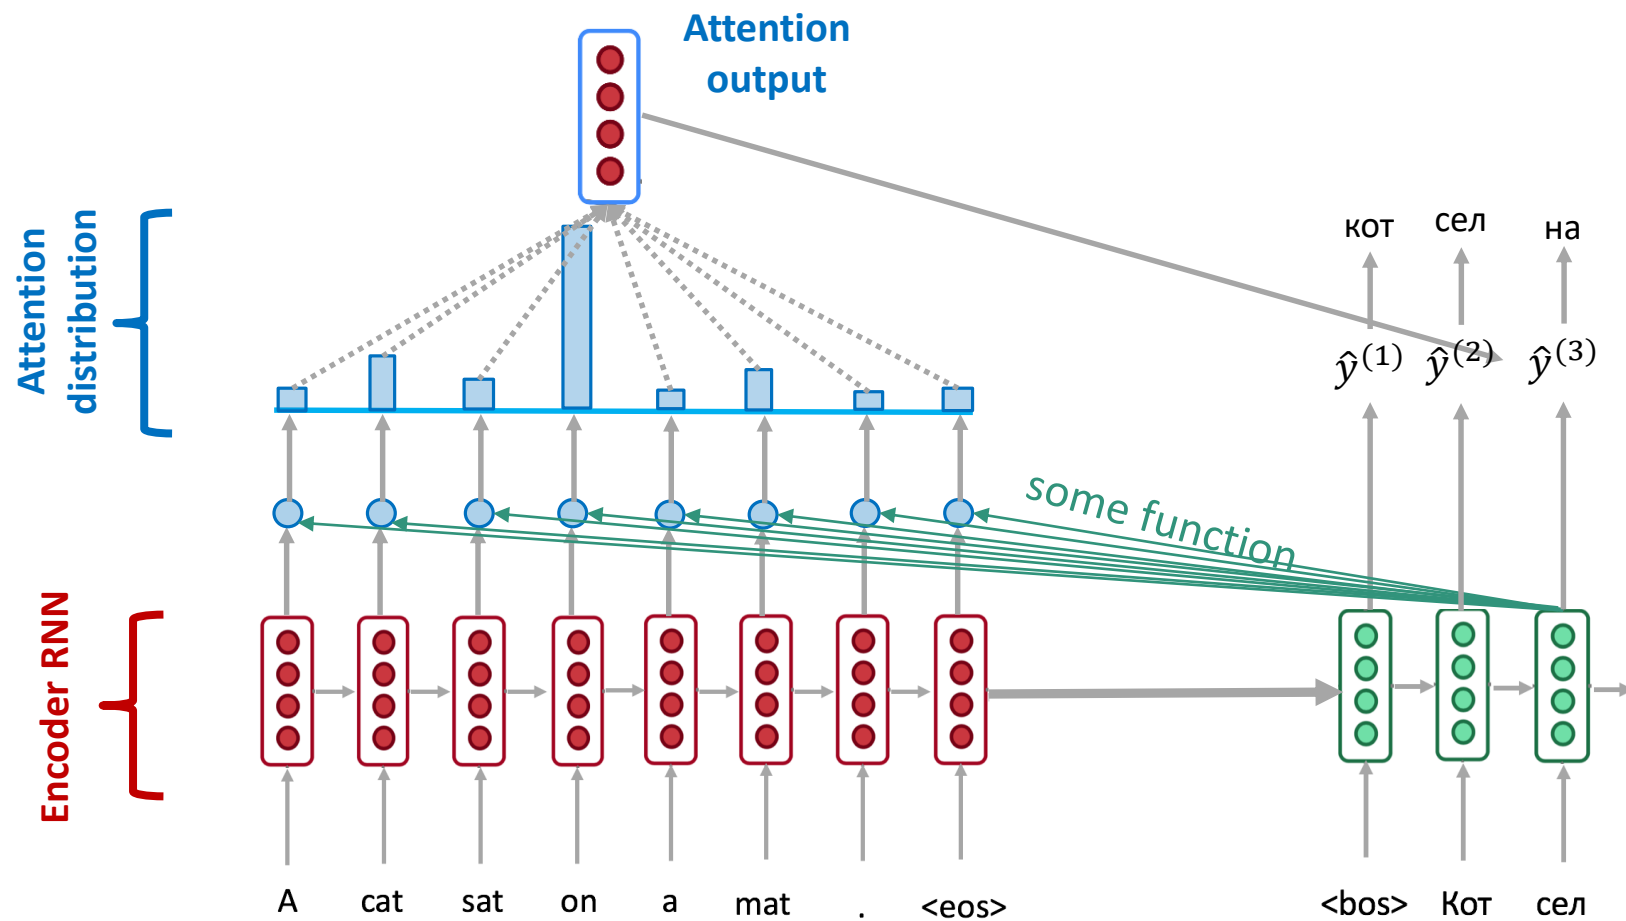 Attention
output
Attention
distribution
кот
сел
на
ŷ⁽¹⁾
ŷ⁽²⁾
ŷ⁽³⁾
some function
Encoder RNN
A cat sat on a mat . <eos>
<bos> Кот сел